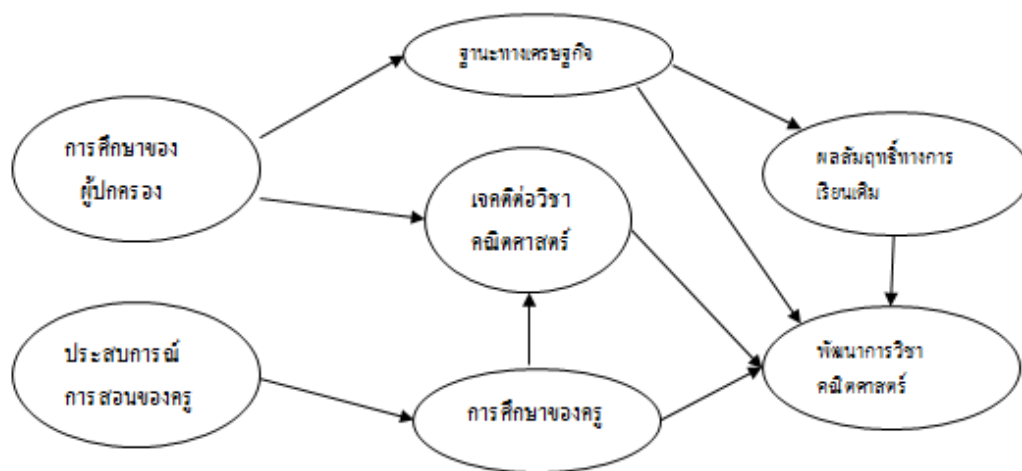 ฐานะทางเศรษฐกิจ
การศึกษาของ
ผู้ปกครอง
ผลสัมฤทธิ์ทางการ
เรียนเดิม
เจคติต่อวิชา
คณิตศาสตร์
ประสบการณ์
การสอนของครู
การศึกษาของครู
พัฒนาการวิชา
คณิตศาสตร์